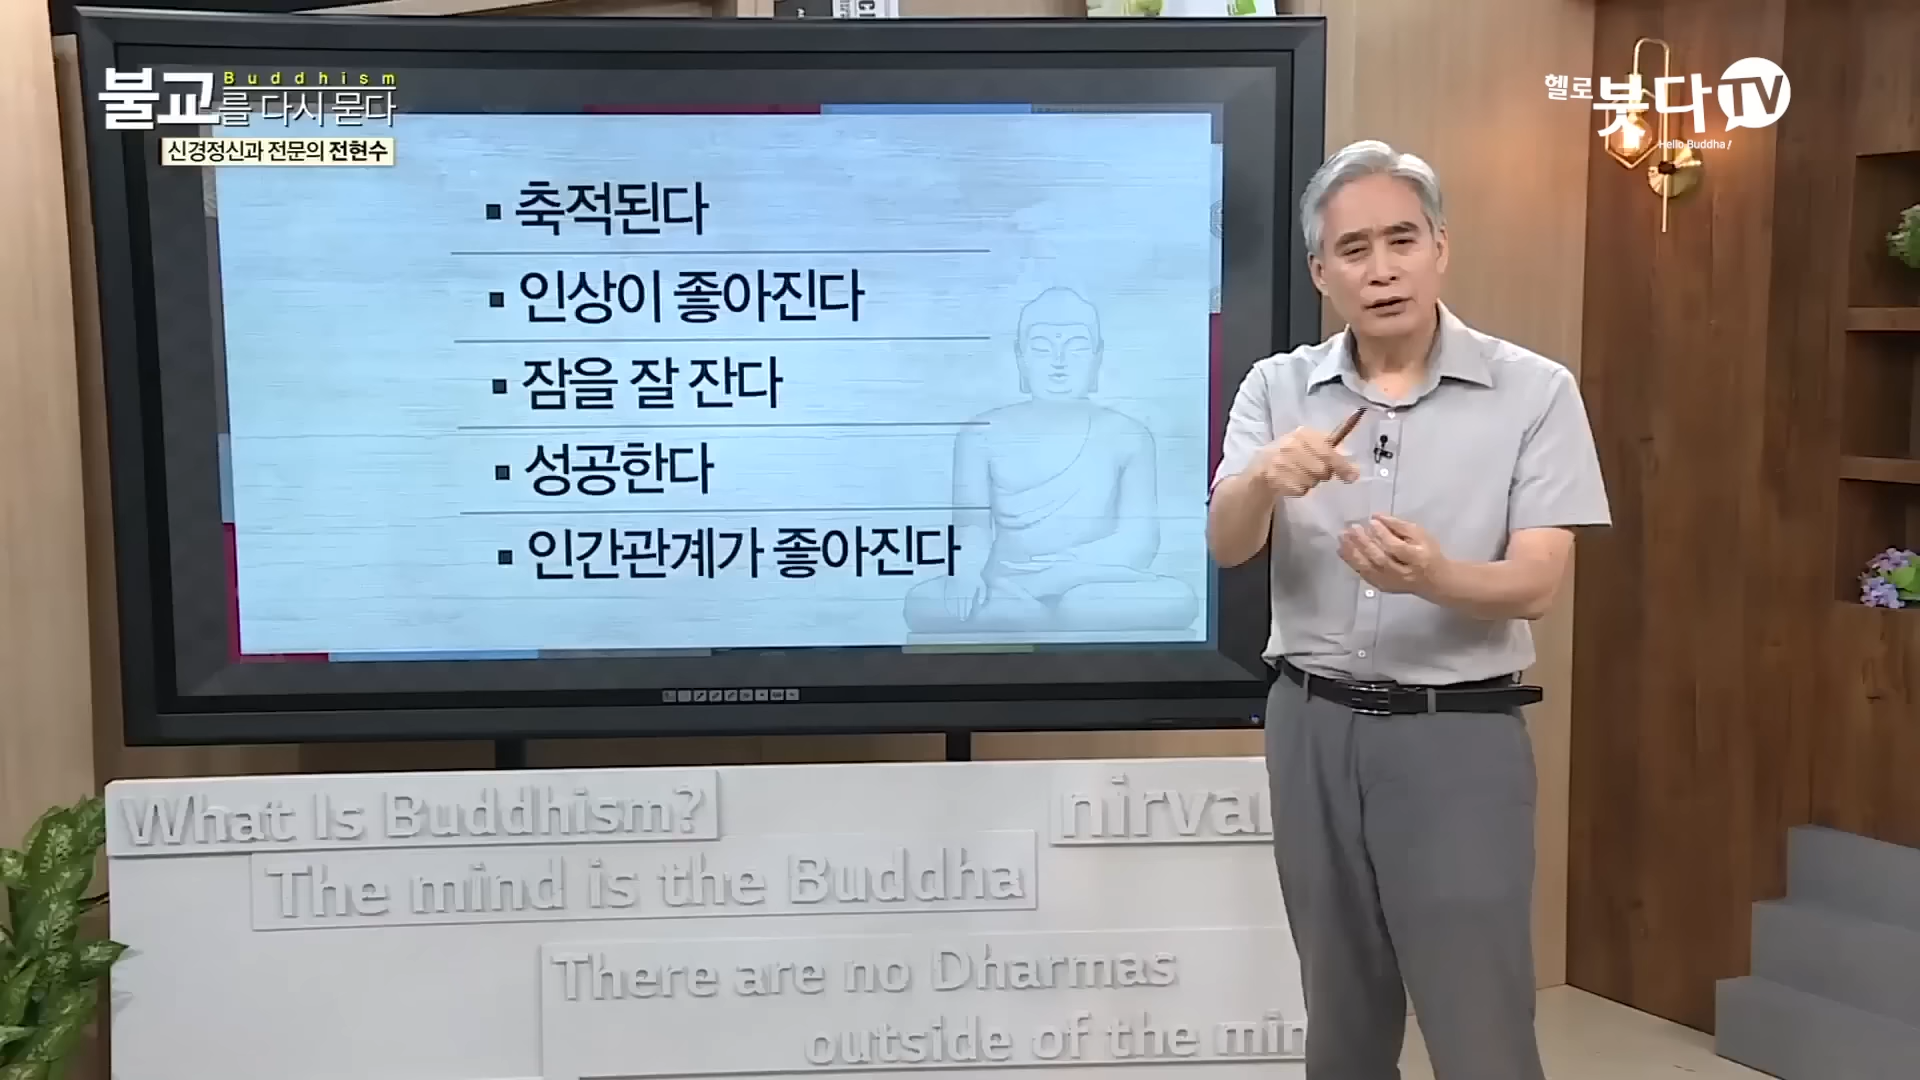 Buddhism
불교를 다시 묻다
신경정신과 전문의 전현수
헬로붓다TV
Hello Buddha!
▪ 축적된다
▪ 인상이 좋아진다
▪ 잠을 잘 잔다
▪ 성공한다
▪ 인간관계가 좋아진다
What Is Buddhism?
nirva
The mind is the Buddha
There are no Dharmas
outside of the min